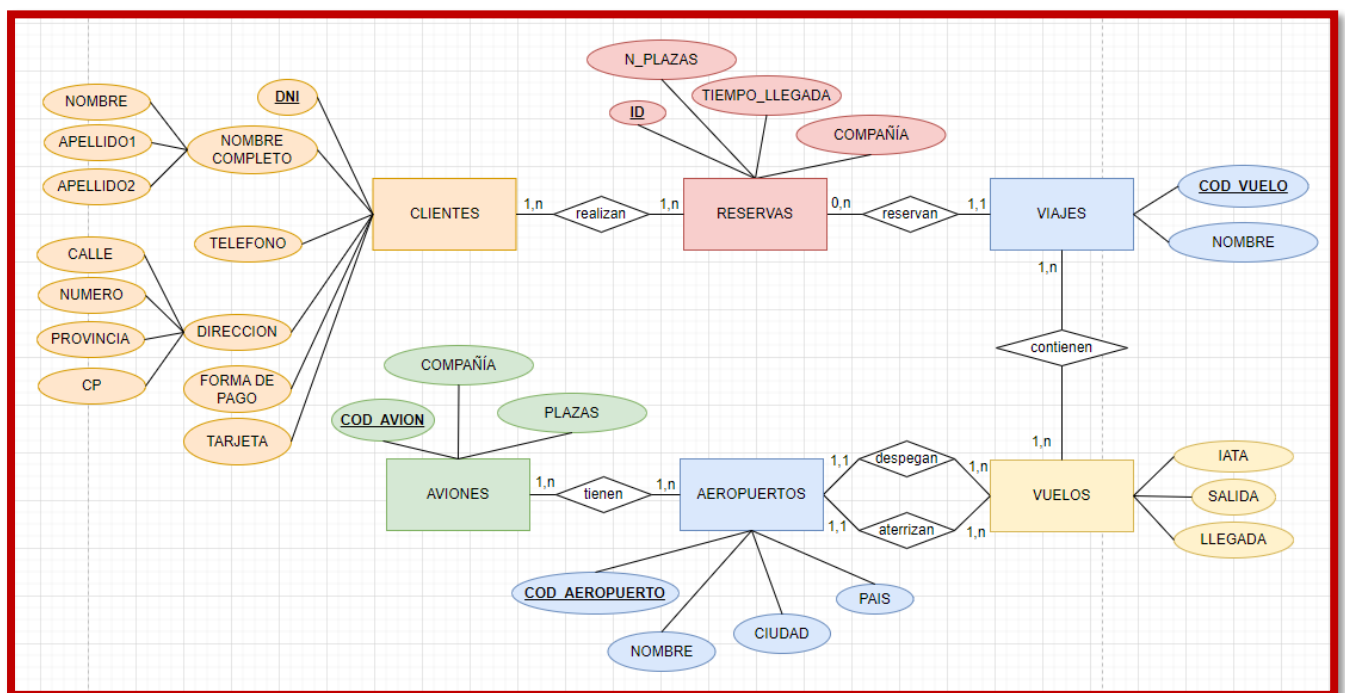 N_PLAZAS
DNI
NOMBRE
TIEMPO_LLEGADA
ID
COMPAÑÍA
APELLIDO1
NOMBRE
COMPLETO
APELLIDO2
CLIENTES
1,n
realizan
1,n
RESERVAS
0,n
reservan
1,1
VIAJES
COD_VUELO
NOMBRE
TELEFONO
CALLE
NUMERO
PROVINCIA
CP
DIRECCION
FORMA DE
PAGO
TARJETA
1,n
contienen
1,n
COMPAÑÍA
COD_AVION
PLAZAS
AVIONES
1,n
tienen
1,n
AEROPUERTOS
1,1
despegan
1,n
1,1
aterrizan
1,n
VUELOS
IATA
SALIDA
LLEGADA
COD_AEROPUERTO
NOMBRE
CIUDAD
PAIS